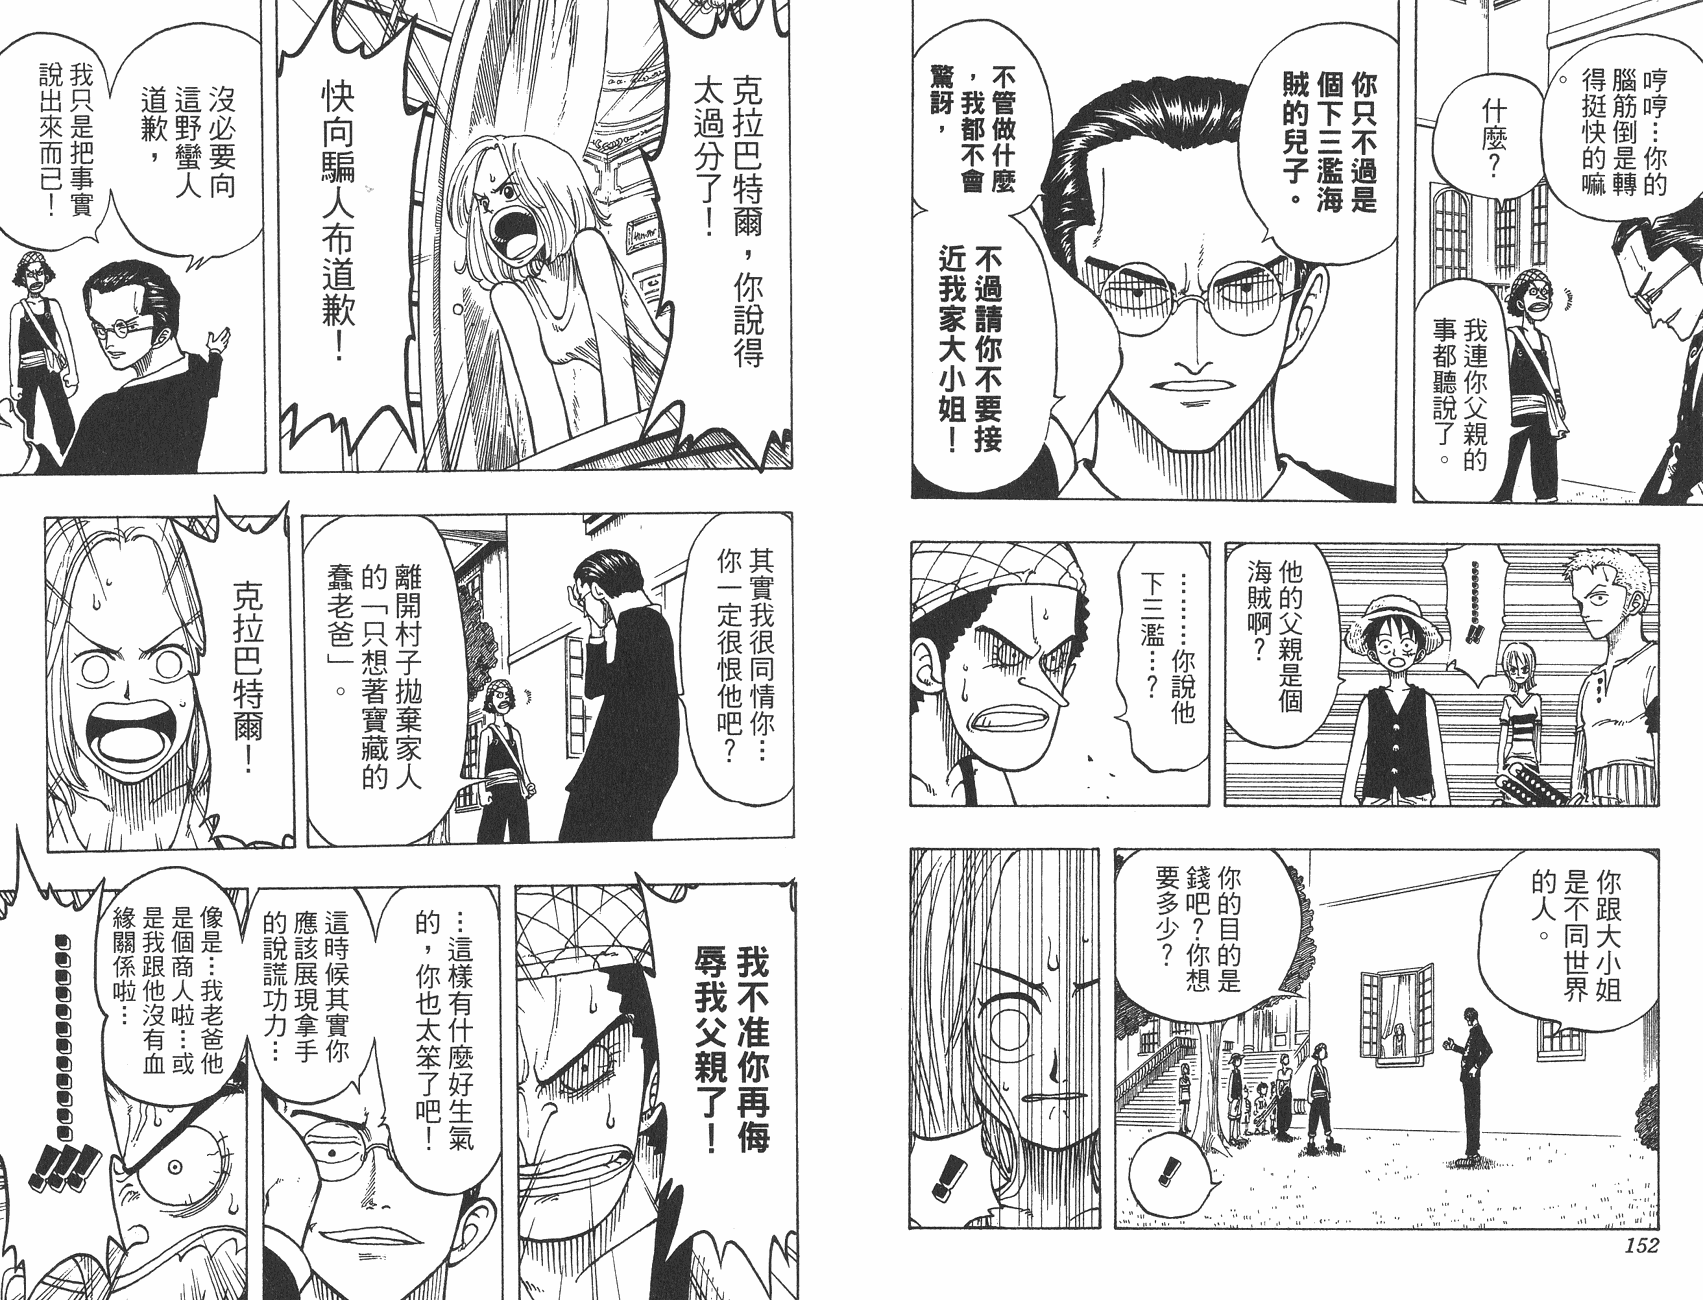 哼哼…你的
腦筋倒是轉
得挺快的嘛
。
什麼？
我連你父親的
事都聽說了。
你只不過是
個下三濫海
賊的兒子。
不管做什麼
，我都不會
驚訝，
不過請你不要接
近我家大小姐！
…………!!
他的父親是個
海賊啊？
………你說他
下三濫…？
你跟大小姐
是不同世界
的人。
你的目的是
錢吧？你想
要多少？
!
!
152
克拉巴特爾，你說得
太過分了！
快向騙人布道歉！
沒必要向
這野蠻人
道歉，
我只是把事實
說出來而已！
其實我很同情你…
你一定很恨他吧？
離開村子拋棄家人
的「只想著寶藏的
蠢老爸」。
克拉巴特爾！
我不准你再侮
辱我父親了！
…這樣有什麼好生氣
的，你也太笨了吧！
這時候其實你
應該展現拿手
的說謊功力…
像是…我老爸他
是個商人啦…或
是我跟他沒有血
緣關係啦…
………………!!!